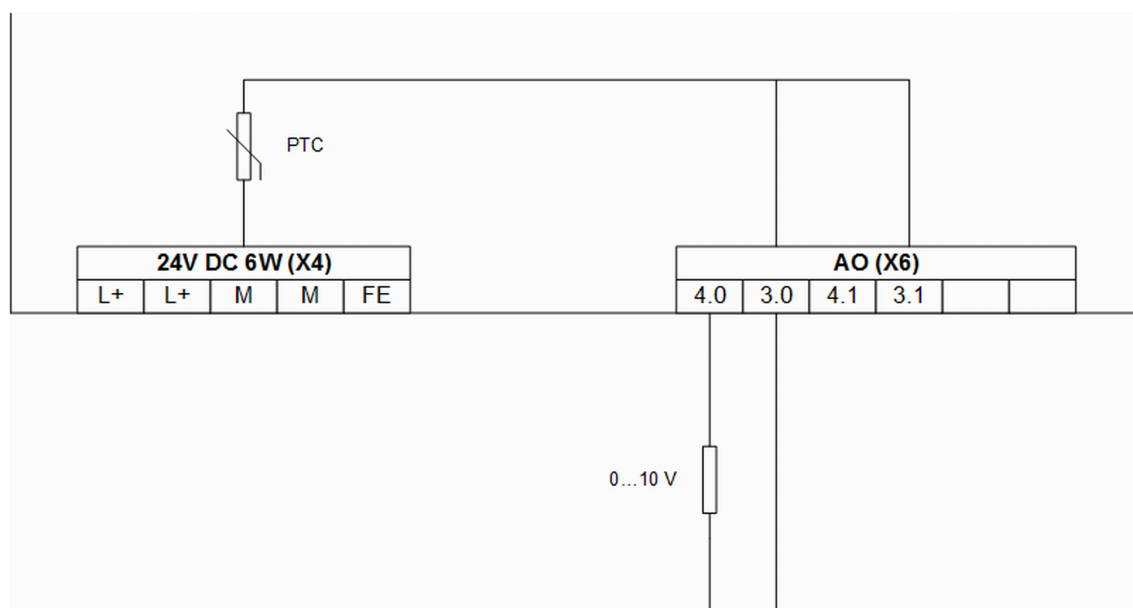 PTC
24V DC 6W (X4)
L+ L+ M M FE
AO (X6)
4.0 3.0 4.1 3.1
0...10 V